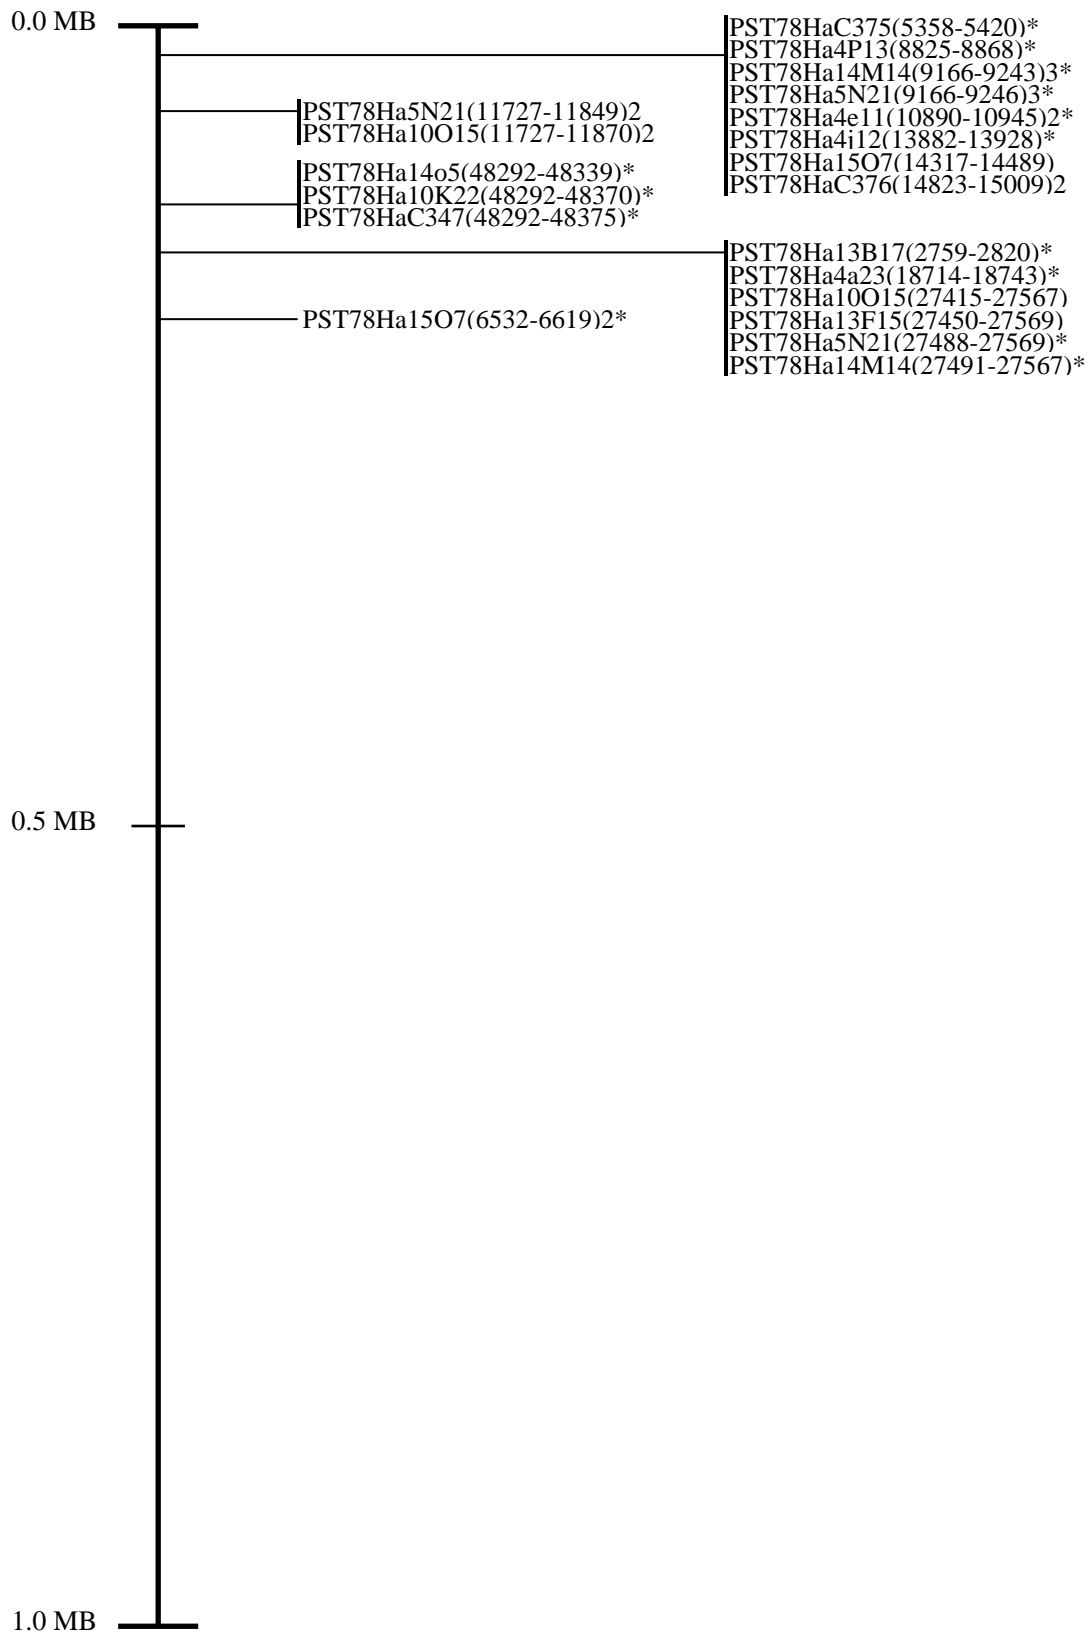 0.0 MB
PST78HaC375(5358-5420)*
PST78Ha4P13(8825-8868)*
PST78Ha14M14(9166-9243)3*
PST78Ha5N21(9166-9246)3*
PST78Ha4e11(10890-10945)2*
PST78Ha4j12(13882-13928)*
PST78Ha15O7(14317-14489)
PST78HaC376(14823-15009)2
PST78Ha5N21(11727-11849)2
PST78Ha10O15(11727-11870)2
PST78Ha14o5(48292-48339)*
PST78Ha10K22(48292-48370)*
PST78HaC347(48292-48375)*
PST78Ha13B17(2759-2820)*
PST78Ha4a23(18714-18743)*
PST78Ha10O15(27415-27567)
PST78Ha13F15(27450-27569)
PST78Ha5N21(27488-27569)*
PST78Ha14M14(27491-27567)*
PST78Ha15O7(6532-6619)2*
0.5 MB
1.0 MB